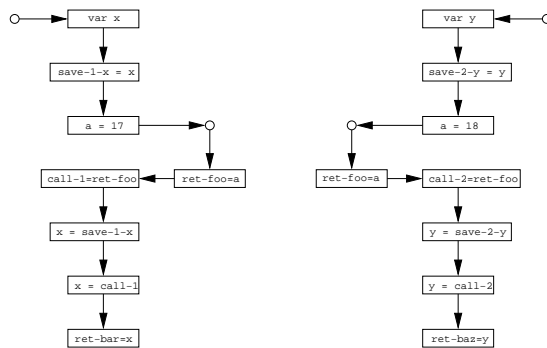 var x
save-1-x = x
a = 17
call-1=ret-foo
ret-foo=a
x = save-1-x
x = call-1
ret-bar=x
var y
save-2-y = y
a = 18
ret-foo=a
call-2=ret-foo
y = save-2-y
y = call-2
ret-baz=y